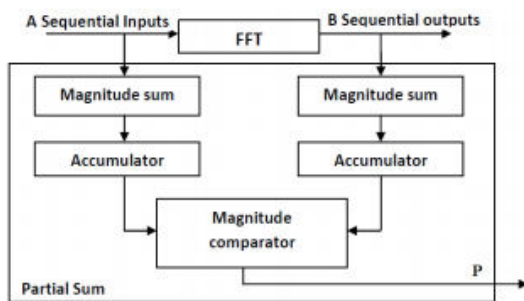 A Sequential Inputs
B Sequential outputs
FFT
Magnitude sum
Magnitude sum
Accumulator
Accumulator
Magnitude
comparator
P
Partial Sum